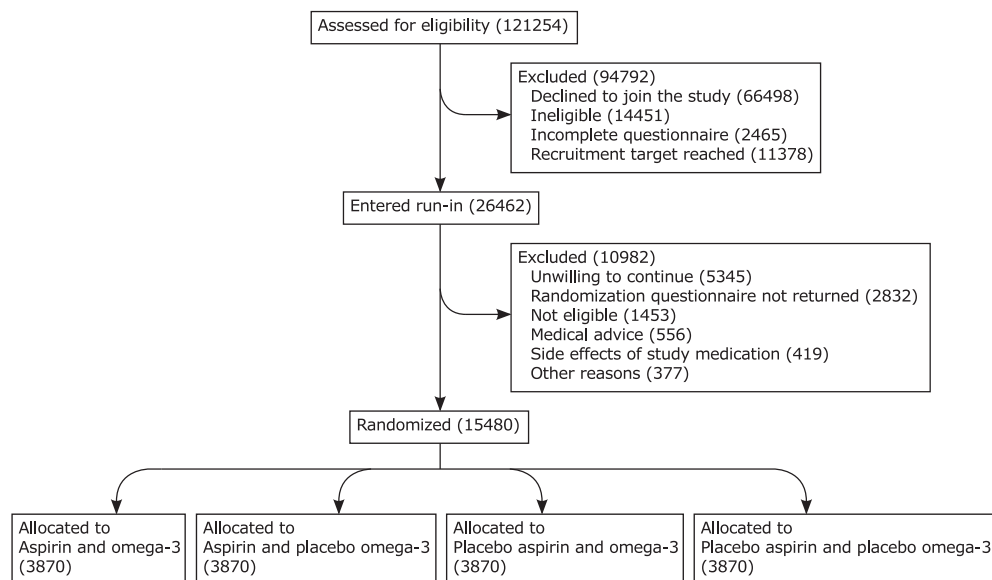 Assessed for eligibility (121254)
Excluded (94792)
Declined to join the study (66498)
Ineligible (14451)
Incomplete questionnaire (2465)
Recruitment target reached (11378)
Entered run-in (26462)
Excluded (10982)
Unwilling to continue (5345)
Randomization questionnaire not returned (2832)
Not eligible (1453)
Medical advice (556)
Side effects of study medication (419)
Other reasons (377)
Randomized (15480)
Allocated to
Aspirin and omega-3
(3870)
Allocated to
Aspirin and placebo omega-3
(3870)
Allocated to
Placebo aspirin and omega-3
(3870)
Allocated to
Placebo aspirin and placebo omega-3
(3870)